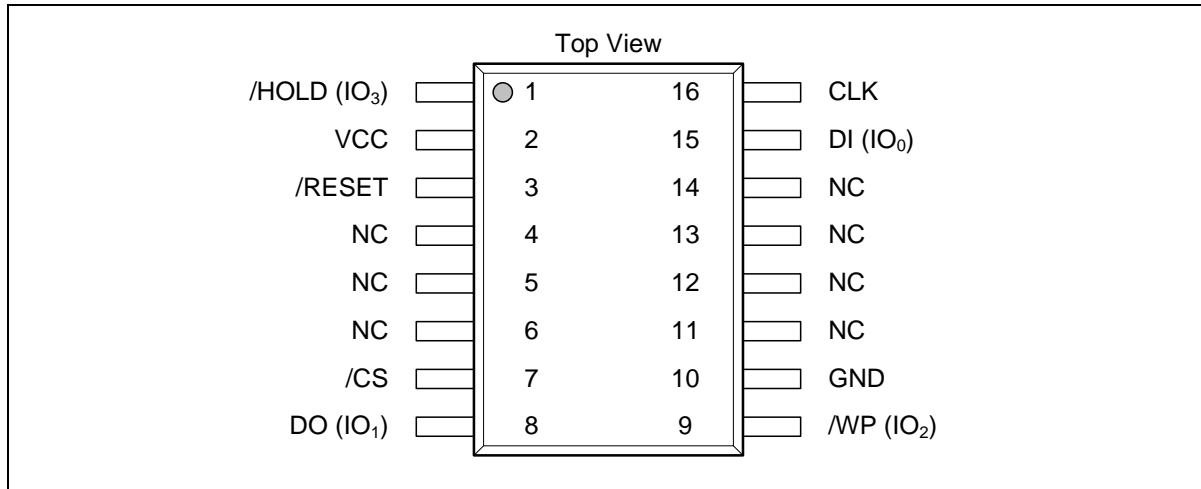 Top View
/HOLD (IO₃) 1 16 CLK
VCC 2 15 DI (IO₀)
/RESET 3 14 NC
NC 4 13 NC
NC 5 12 NC
NC 6 11 NC
/CS 7 10 GND
DO (IO₁) 8 9 /WP (IO₂)